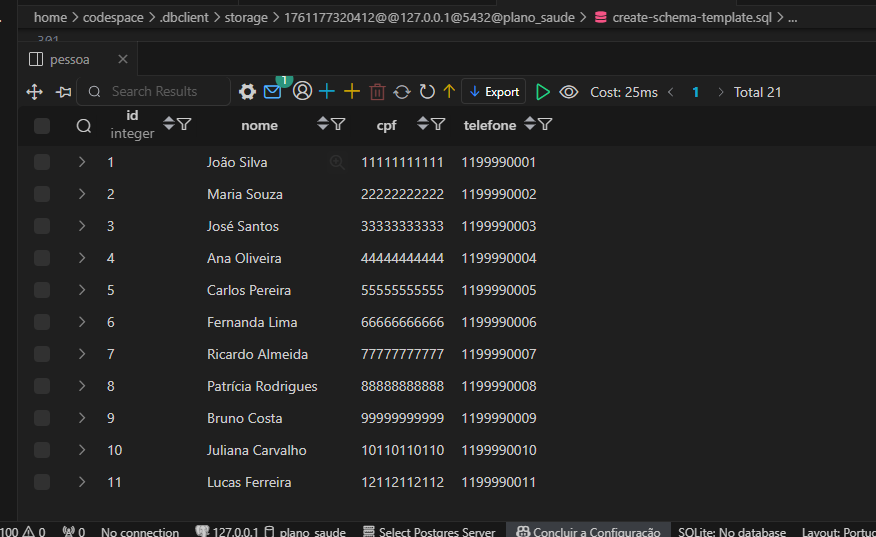 home > codespace > .dbclient > storage > 1761177320412@@127.0.0.1@5432@plano_saude > create-schema-template.sql > ...
301
pessoa
Search Results 1 Export Cost: 25ms 1 Total 21
id integer nome cpf telefone
1 João Silva 11111111111 1199990001
2 Maria Souza 22222222222 1199990002
3 José Santos 33333333333 1199990003
4 Ana Oliveira 44444444444 1199990004
5 Carlos Pereira 55555555555 1199990005
6 Fernanda Lima 66666666666 1199990006
7 Ricardo Almeida 77777777777 1199990007
8 Patrícia Rodrigues 88888888888 1199990008
9 Bruno Costa 99999999999 1199990009
10 Juliana Carvalho 10110110110 1199990010
11 Lucas Ferreira 12112112112 1199990011
100 0 0 No connection 127.0.0.1 plano_saude Select Postgres Server Concluir a Configuração SQLite: No database Layout: Portu